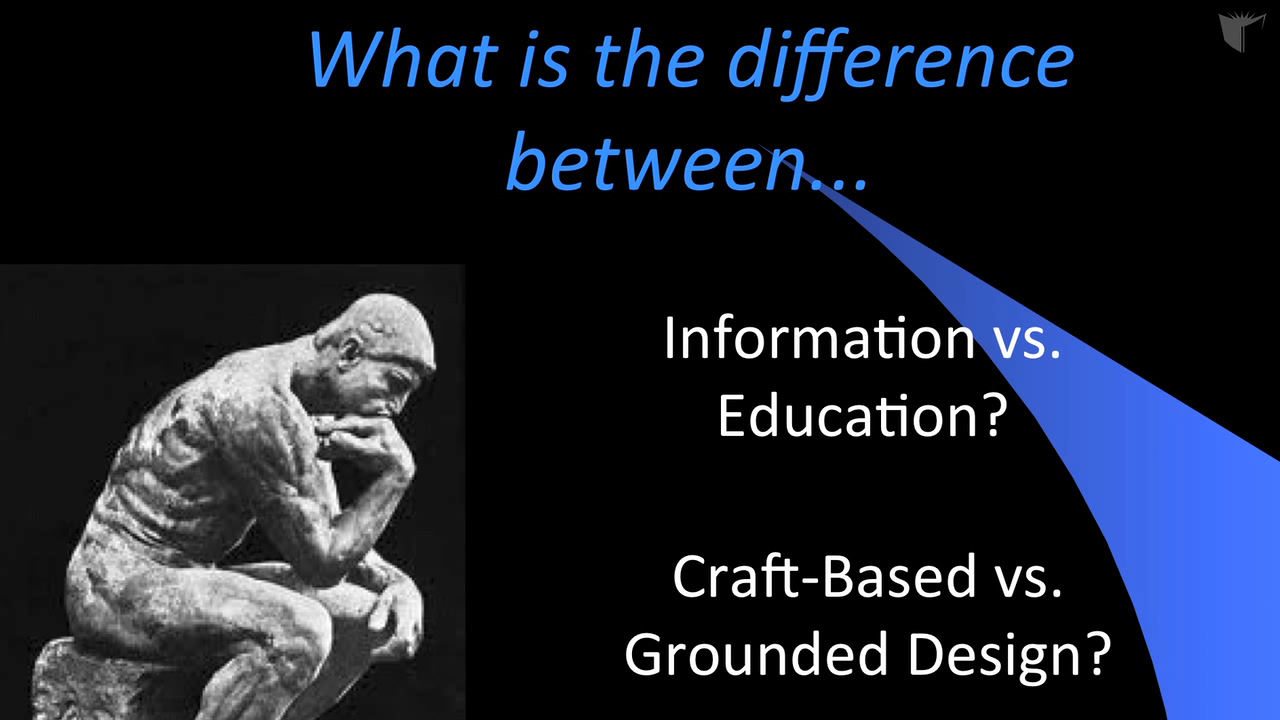 What is the difference
between...
Information vs.
Education?
Craft-Based vs.
Grounded Design?